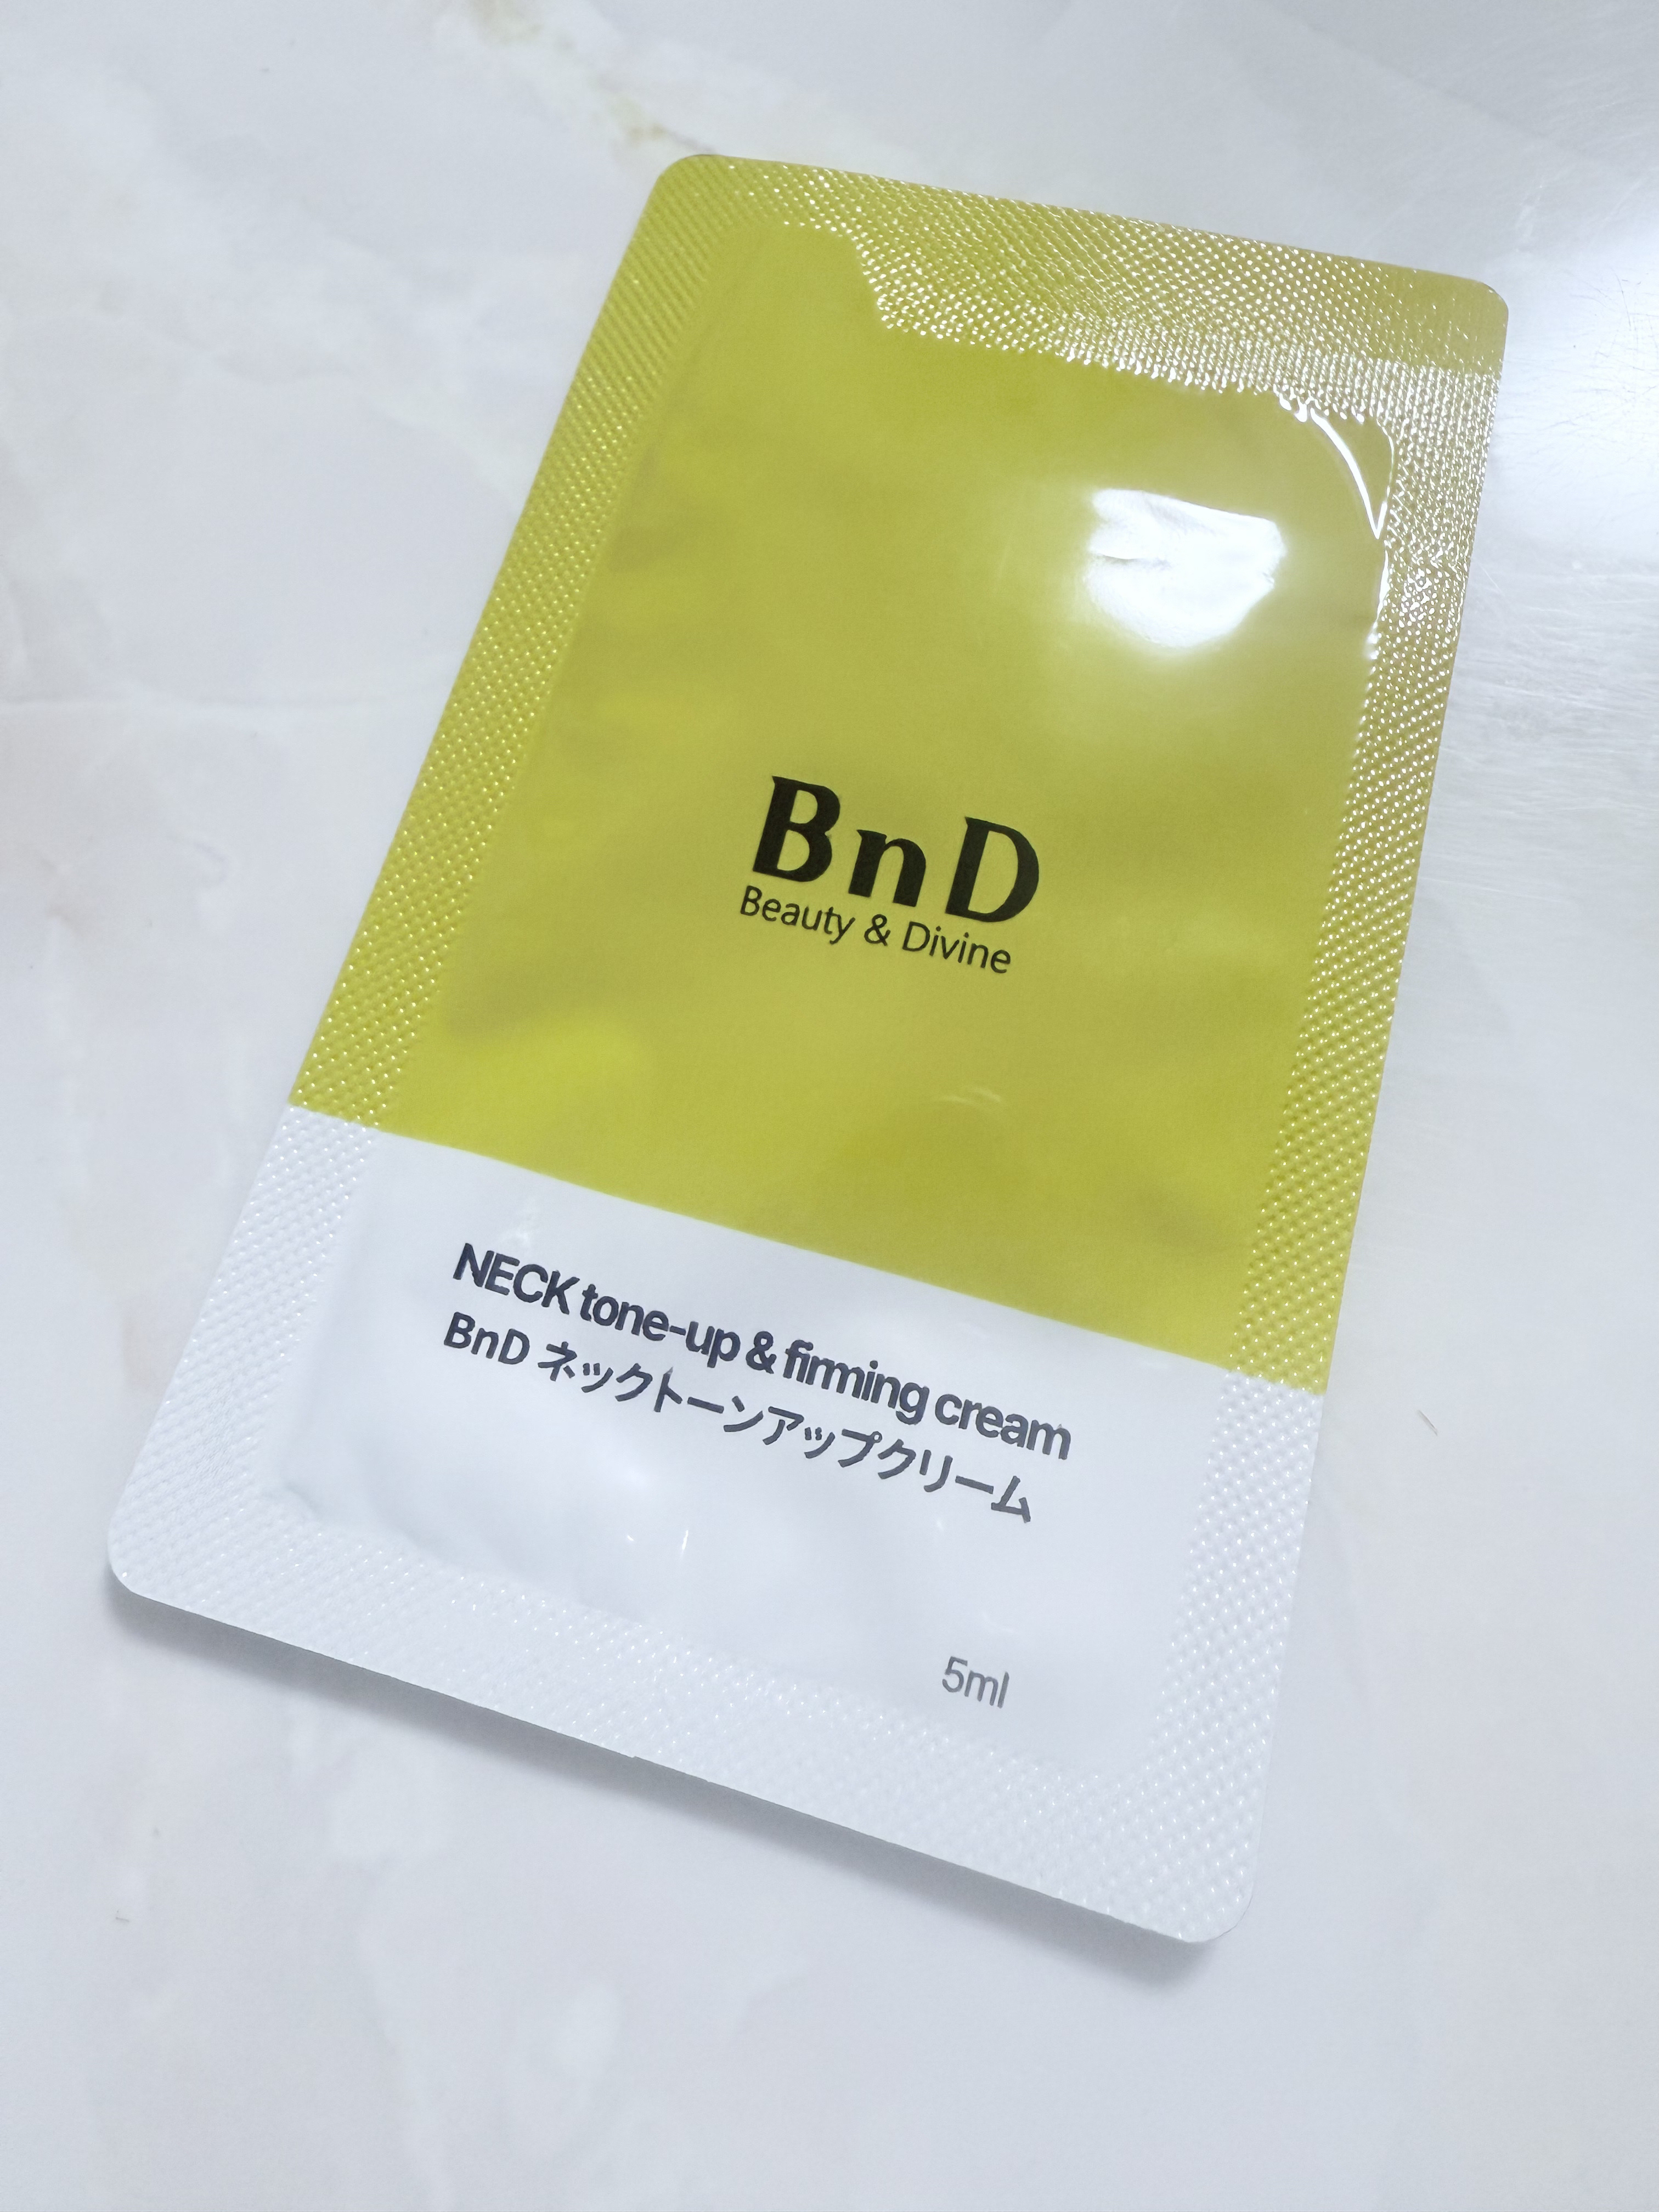 BnD
Beauty & Divine
NECK tone-up & firming cream
BnD ネックトーンアップクリーム
5ml